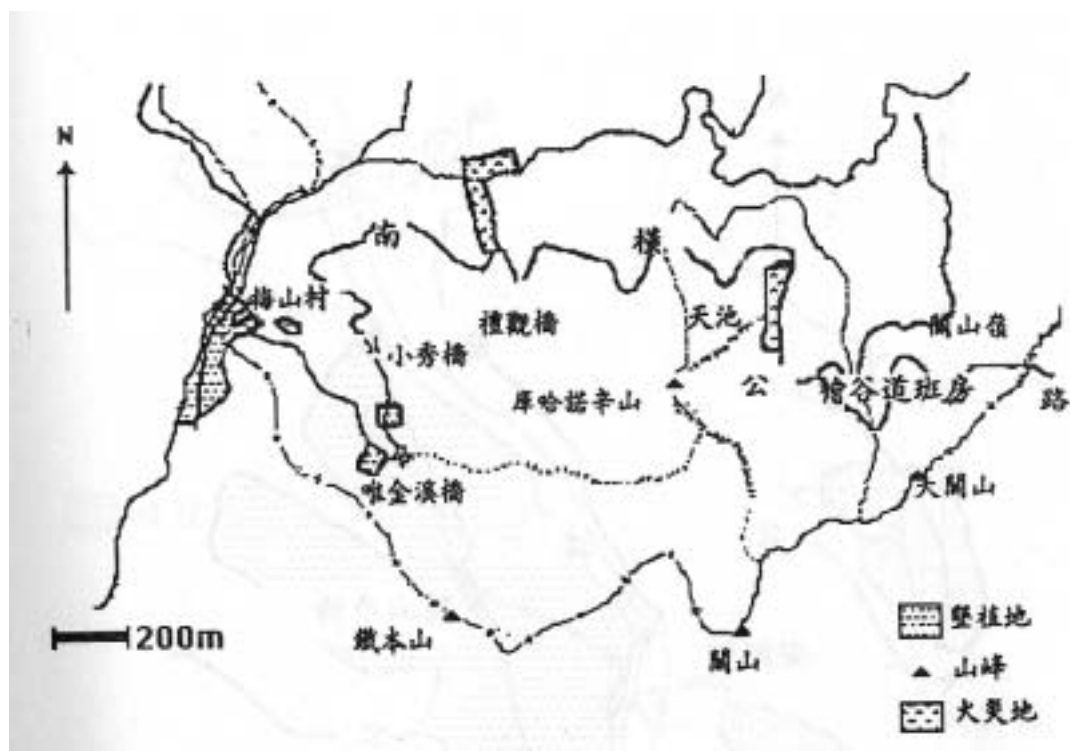 N
南
橫
梅山村
禮觀橋
天池
關山嶺
小秀橋
公
檜谷道班房
路
庫哈諾辛山
唯金溪橋
大關山
200m
鐵本山
關山
墾植地
山峰
火災地